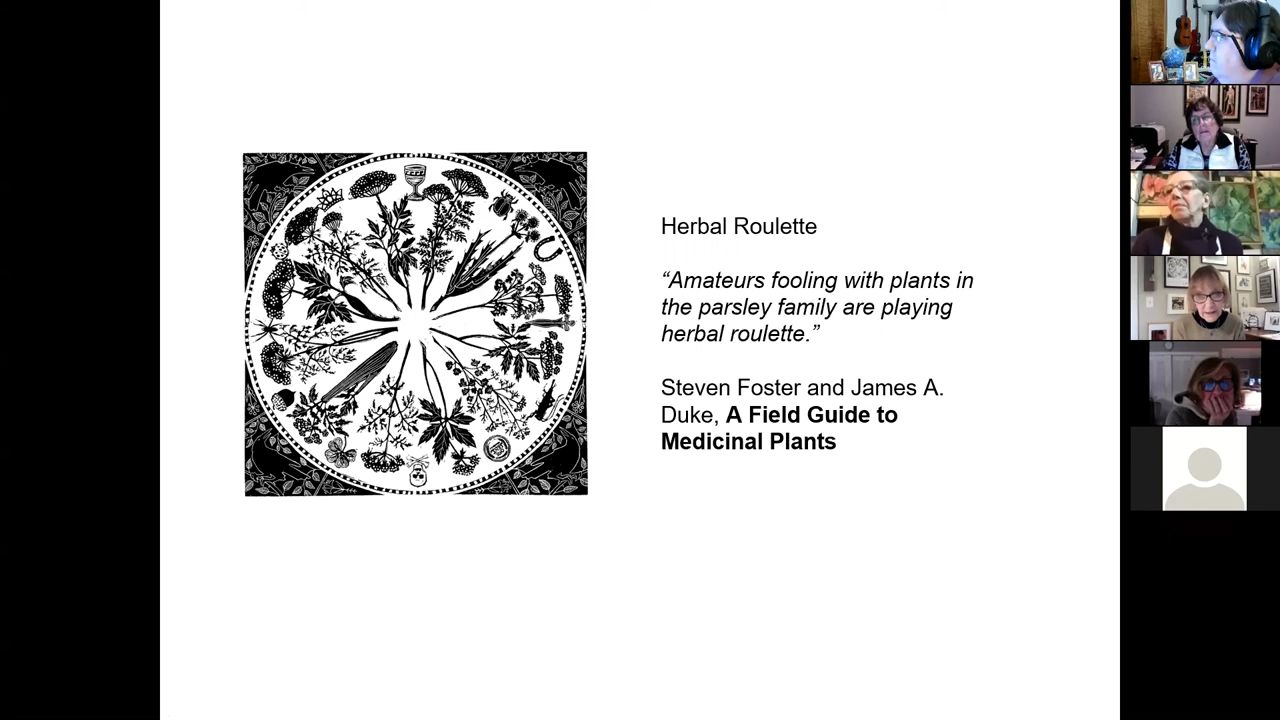 Herbal Roulette
“Amateurs fooling with plants in
the parsley family are playing
herbal roulette.”
Steven Foster and James A.
Duke, A Field Guide to
Medicinal Plants